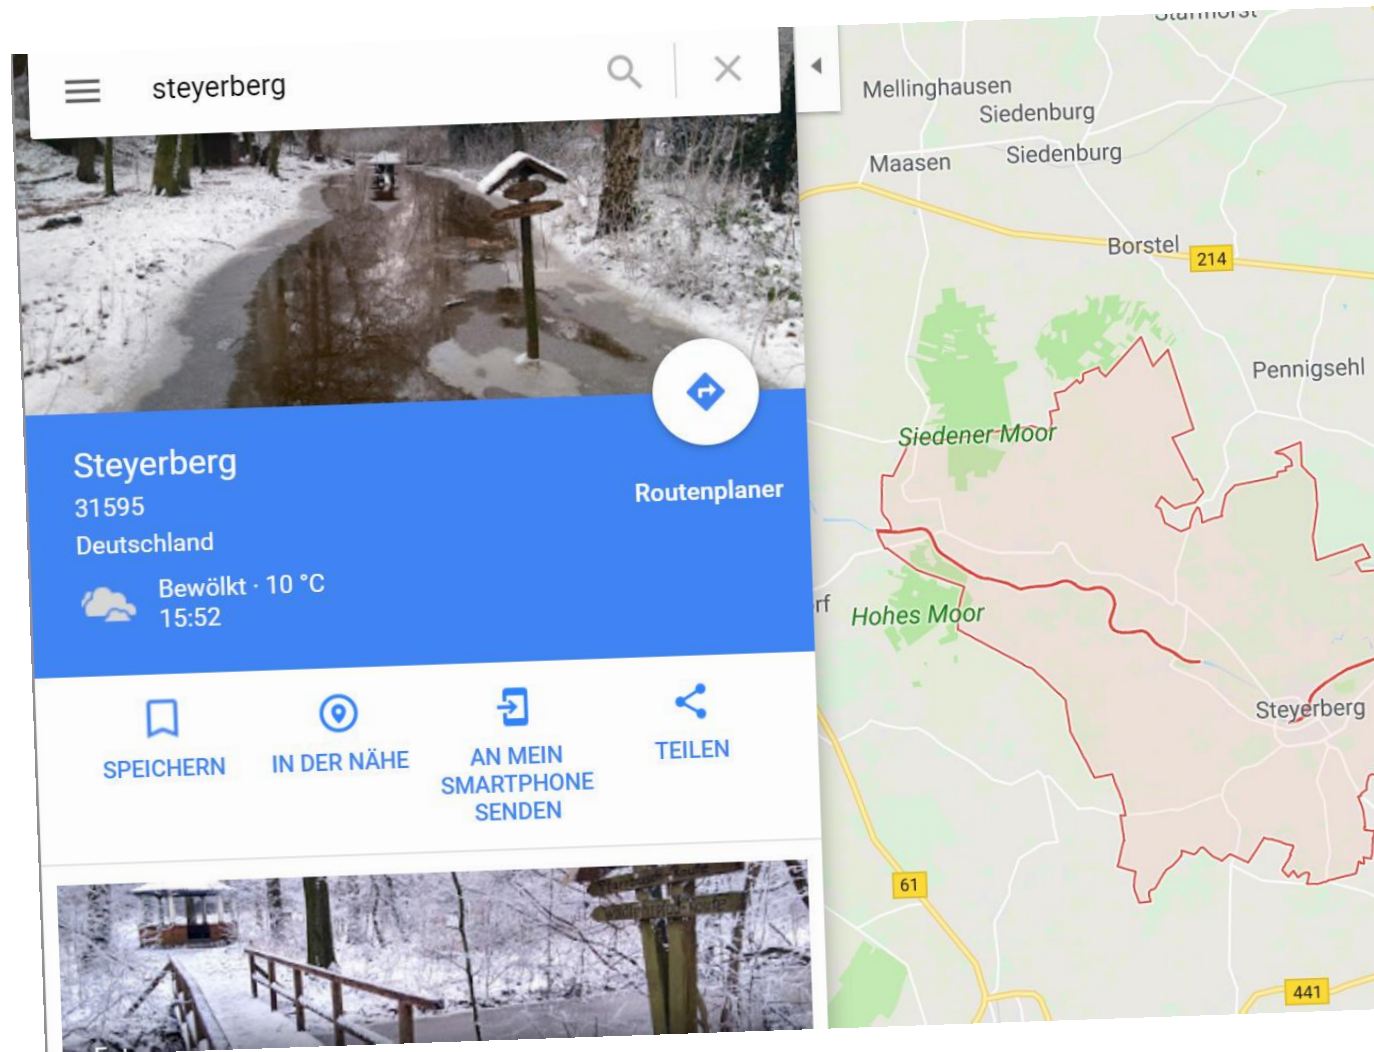 steyerberg
Steyerberg
31595
Deutschland
Bewölkt · 10 °C
15:52
Routenplaner
SPEICHERN
IN DER NÄHE
AN MEIN
SMARTPHONE
SENDEN
TEILEN
Mellinghausen
Siedenburg
Maasen
Siedenburg
Borstel
214
Pennigsehl
Siedener Moor
rf
Hohes Moor
Steyerberg
61
441